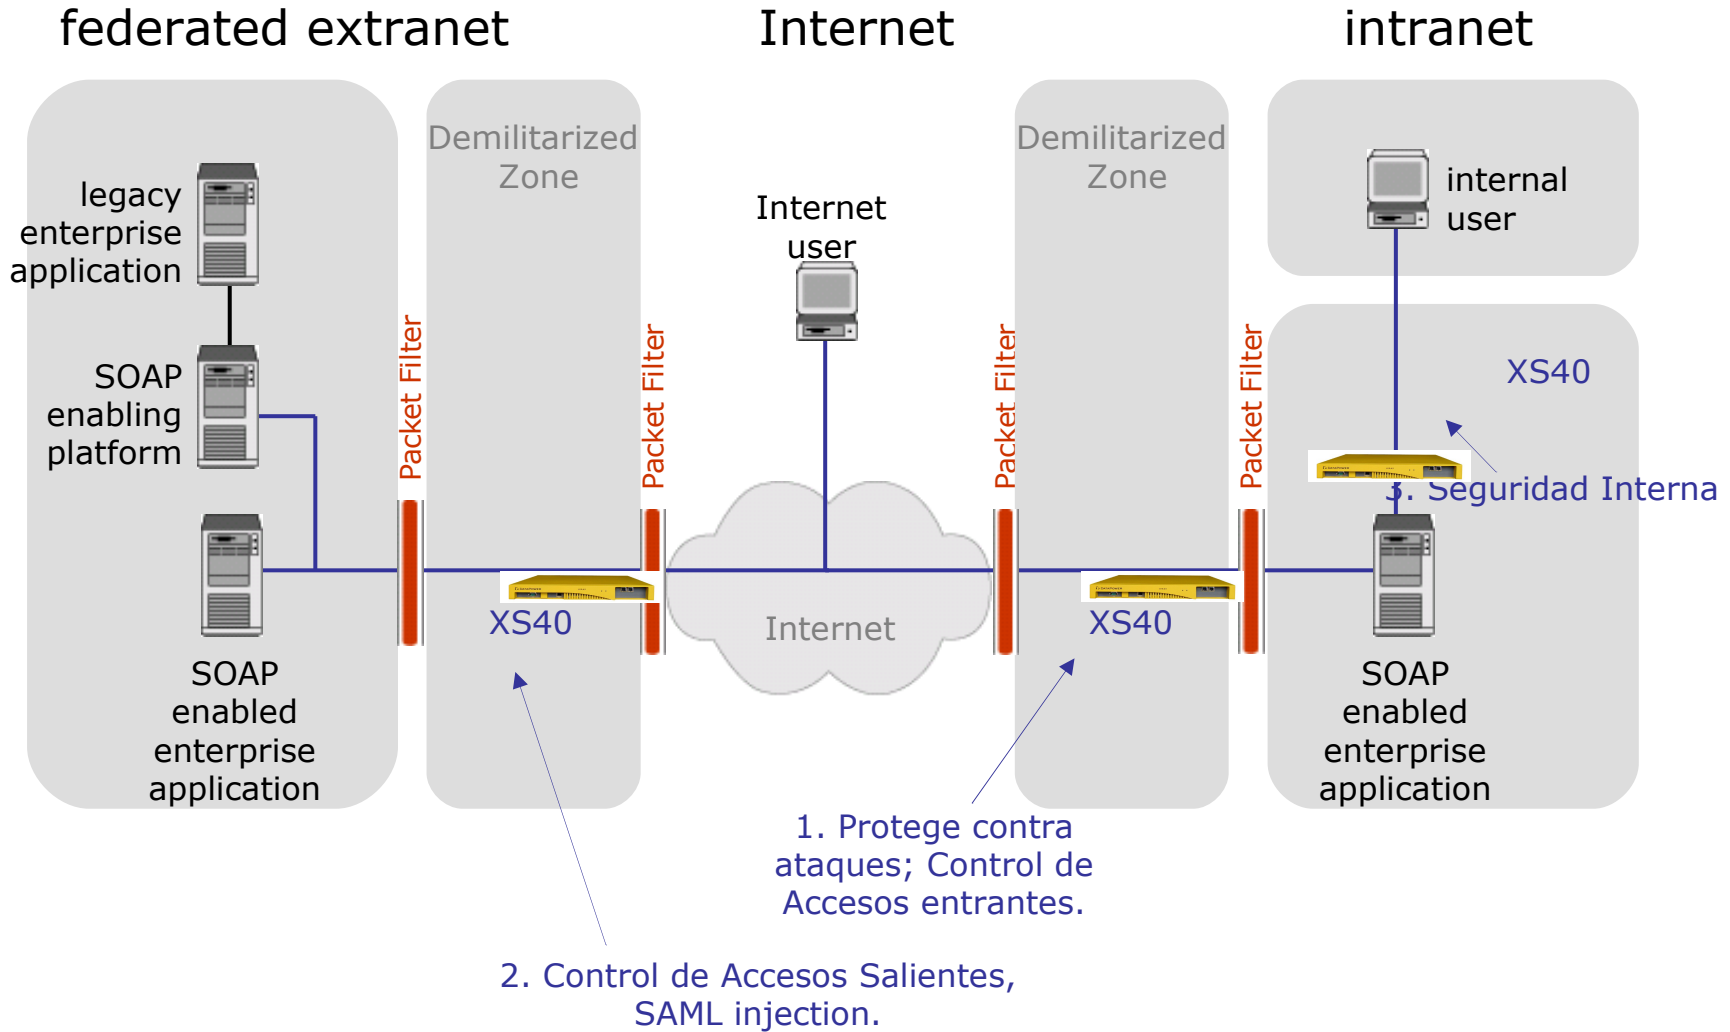 federated extranet
Internet
intranet
Demilitarized
Zone
Demilitarized
Zone
legacy
enterprise
application
Internet
user
internal
user
SOAP
enabling
platform
Packet Filter
Packet Filter
Packet Filter
Packet Filter
XS40
3. Seguridad Interna
XS40
Internet
XS40
SOAP
enabled
enterprise
application
SOAP
enabled
enterprise
application
1. Protege contra
ataques; Control de
Accesos entrantes.
2. Control de Accesos Salientes,
SAML injection.